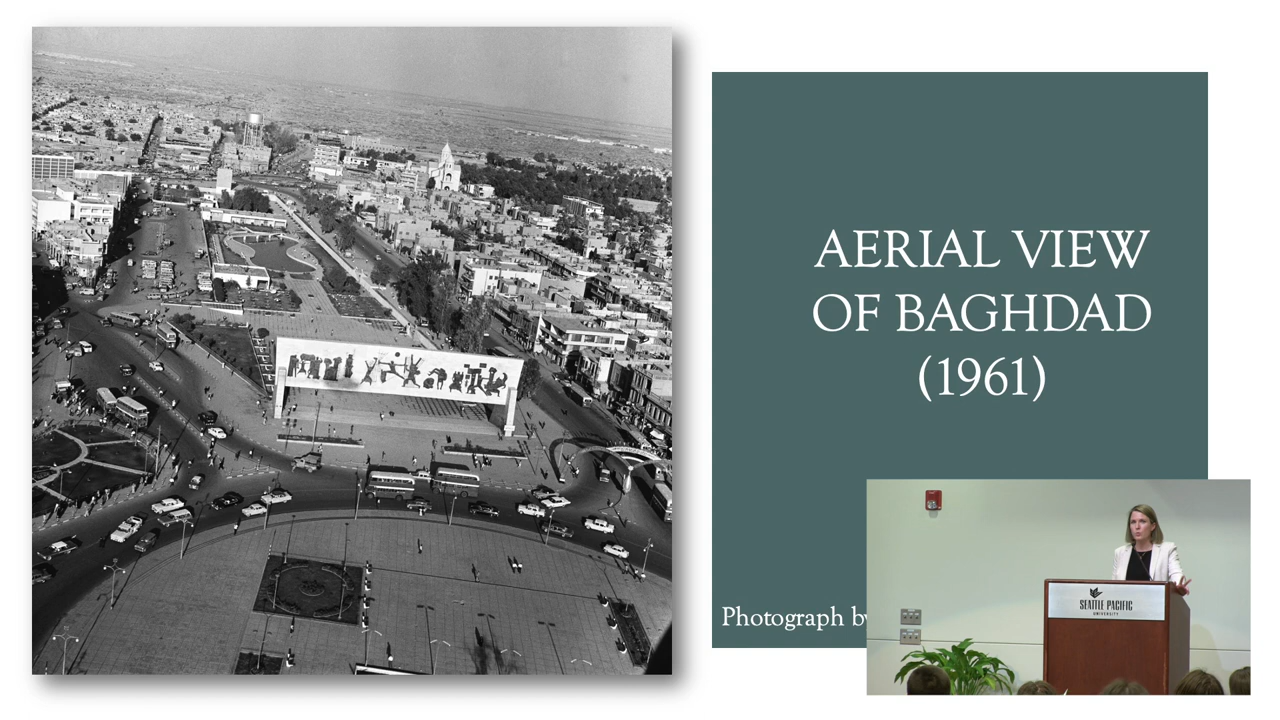 AERIAL VIEW
OF BAGHDAD
(1961)
Photograph by
SEATTLE PACIFIC
UNIVERSITY